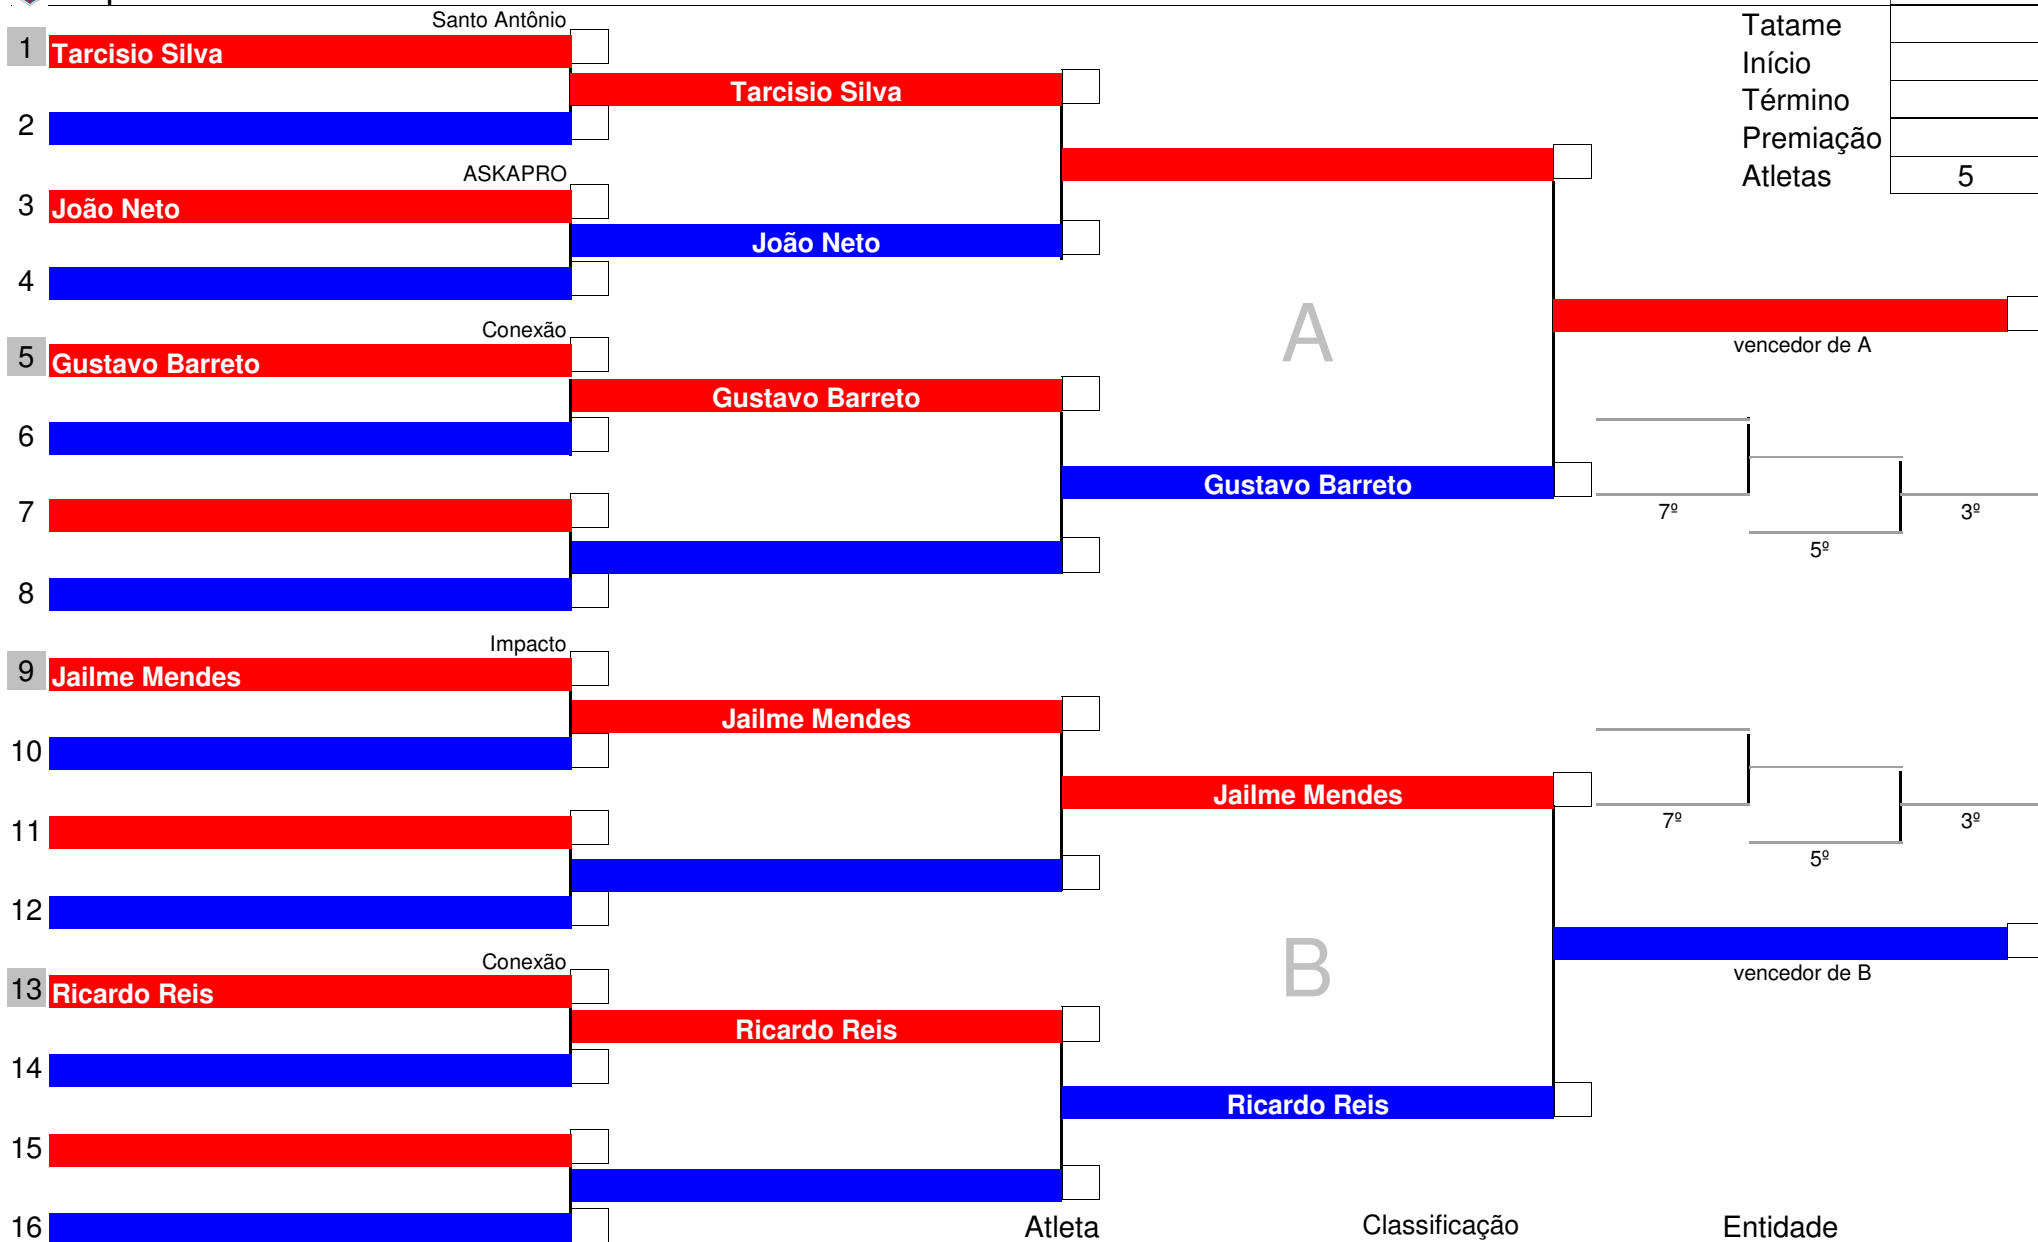 Santo Antônio
Tatame
1 Tarcisio Silva
Início
Tarcisio Silva
Término
2
Premiação
ASKAPRO
Atletas 5
3 João Neto
João Neto
4
A
Conexão
vencedor de A
5 Gustavo Barreto
Gustavo Barreto
6
Gustavo Barreto
7
7º 3º
5º
8
Impacto
9 Jailme Mendes
Jailme Mendes
10
Jailme Mendes
11
7º 3º
5º
12
B
Conexão
vencedor de B
13 Ricardo Reis
Ricardo Reis
14
Ricardo Reis
15
16
Atleta Classificação Entidade